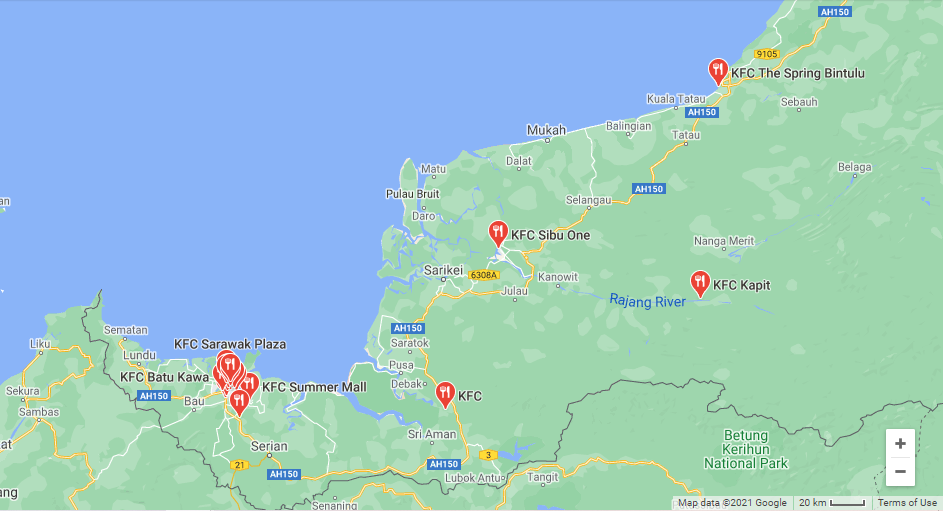 AH150
9105
KFC The Spring Bintulu
Kuala Tatau
Sebauh
AH150
Mukah
Balingian
Tatau
Dalat
Matu
Belaga
AH150
Pulau Bruit
an
Selangau
Daro
KFC Sibu One
Nanga Merit
Sarikei
6308A
Kanowit
KFC Kapit
Julau
Rajang River
Sematan
AH150
Liku
KFC Sarawak Plaza
Saratok
Lundu
Pusa
KFC Batu Kawa
KFC Summer Mall
Debak
Sekura
AH150
KFC
Bau
Sambas
Sri Aman
Betung
Kerihun
National Park
at
Serian
3
21
AH150
AH150
Lubok Antu
Tangit
ang
Senaning
Map data ©2021 Google
20 km
Terms of Use